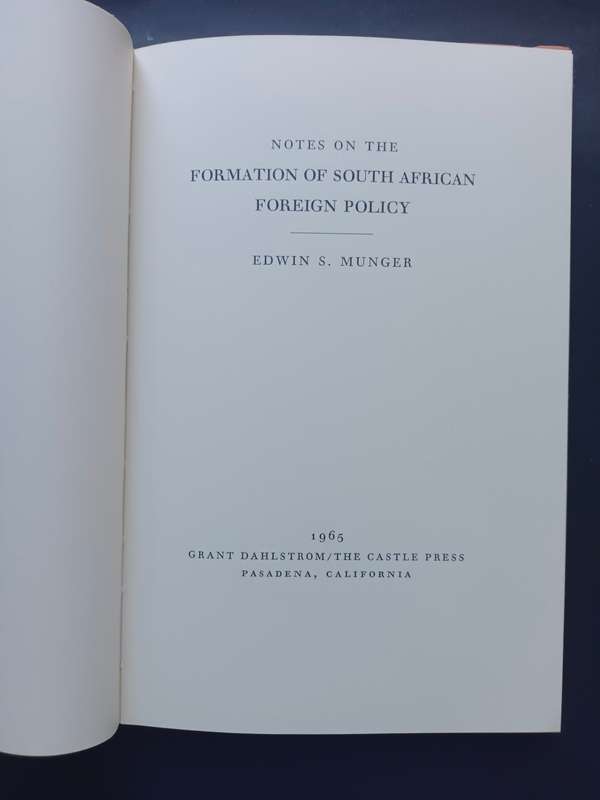 NOTES ON THE
FORMATION OF SOUTH AFRICAN
FOREIGN POLICY
EDWIN S. MUNGER
1965
GRANT DAHLSTROM/THE CASTLE PRESS
PASADENA, CALIFORNIA